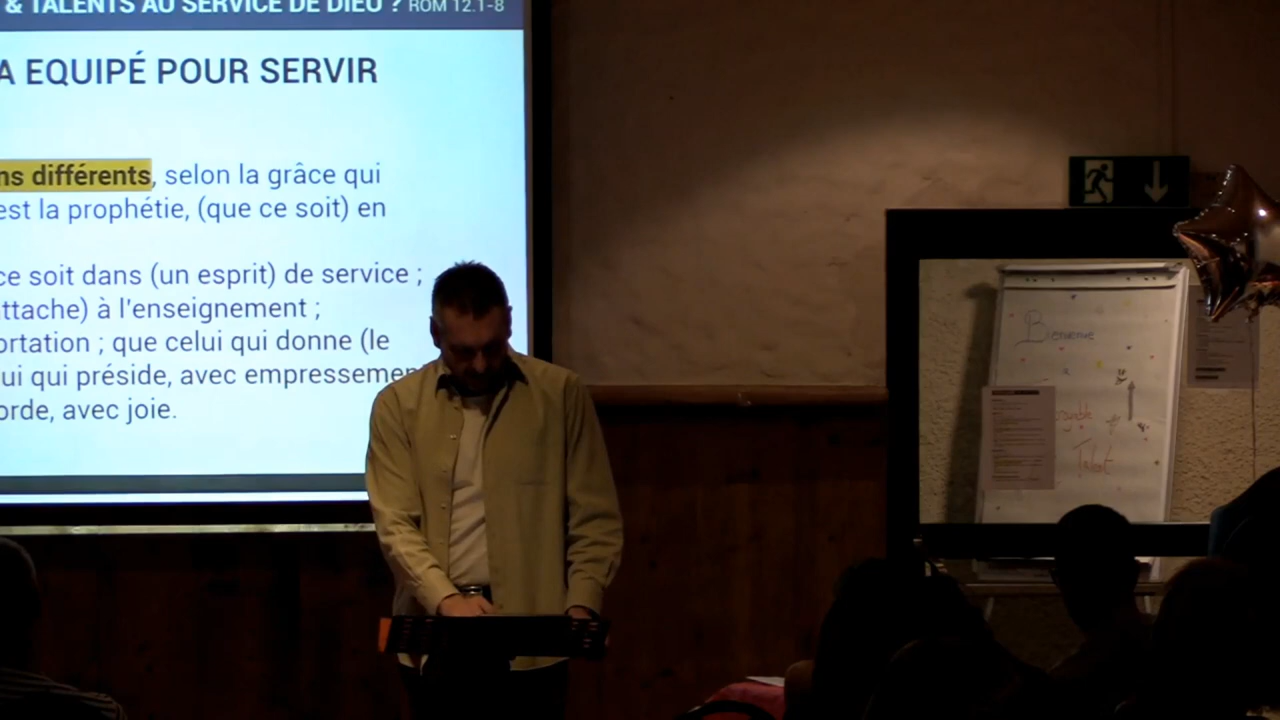 & TALENTS AU SERVICE DE DIEU ? ROM 12.1-8
A EQUIPÉ POUR SERVIR
ns différents, selon la grâce qui
est la prophétie, (que ce soit) en
ce soit dans (un esprit) de service ;
ttache) à l'enseignement ;
ortation ; que celui qui donne (le
ui qui préside, avec empressemen
orde, avec joie.
Bienvenue
Talent